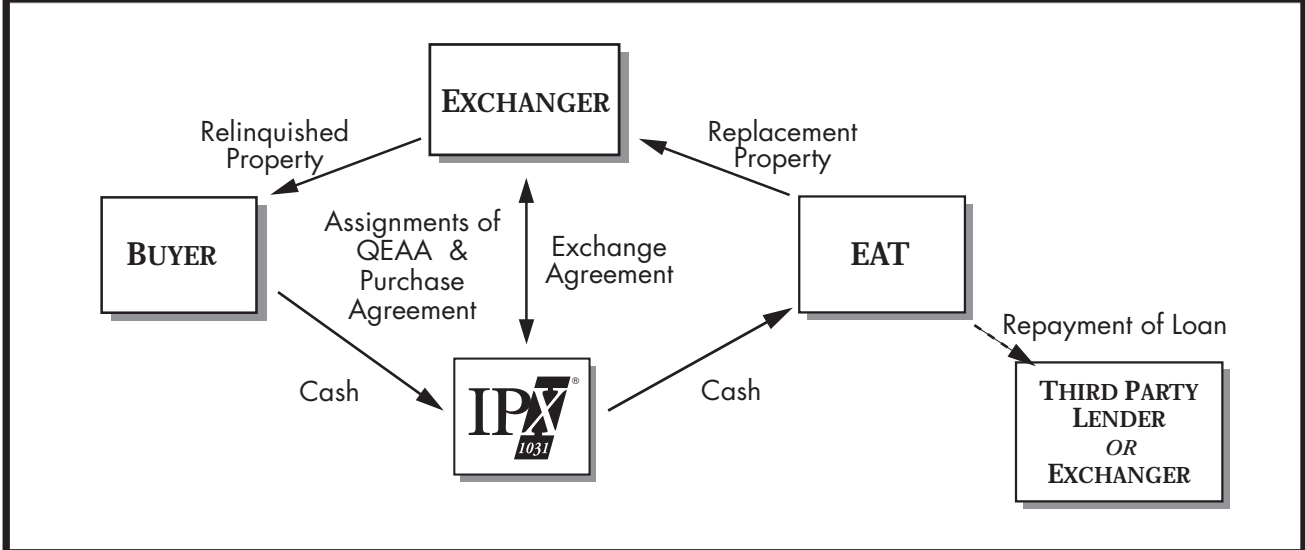 EXCHANGER
Relinquished
Property
Replacement
Property
BUYER
Assignments of
QEAA &
Purchase
Agreement
Exchange
Agreement
EAT
Repayment of Loan
Cash
IPX®
1031
Cash
THIRD PARTY
LENDER
OR
EXCHANGER